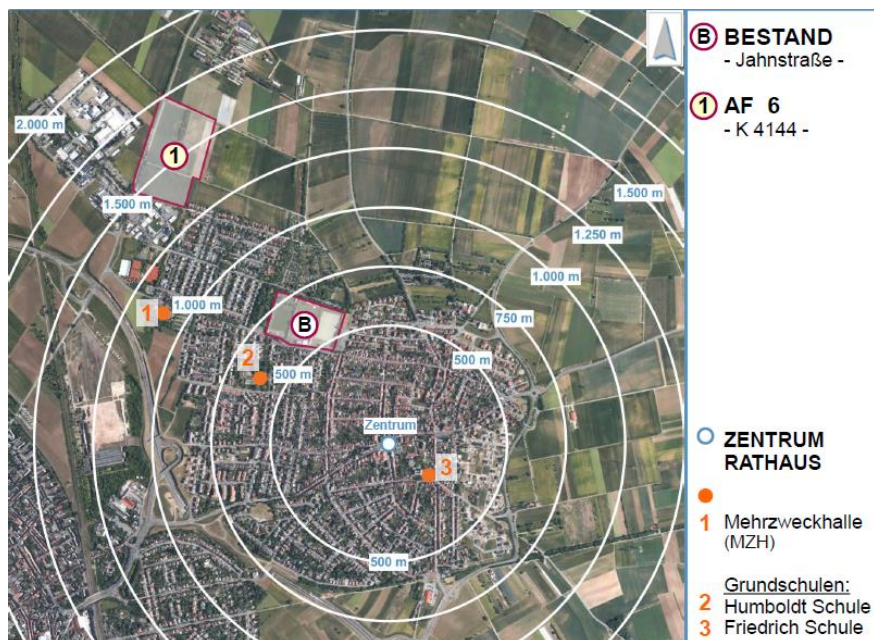 2.000 m
1
1.500 m
1.500 m
1.250 m
1.000 m
1
1.000 m
750 m
B
500 m
2
500 m
Zentrum
3
500 m
B BESTAND
- Jahnstraße -
1 AF 6
- K 4144 -
ZENTRUM
RATHAUS
1 Mehrzweckhalle
(MZH)
Grundschulen:
2 Humboldt Schule
3 Friedrich Schule